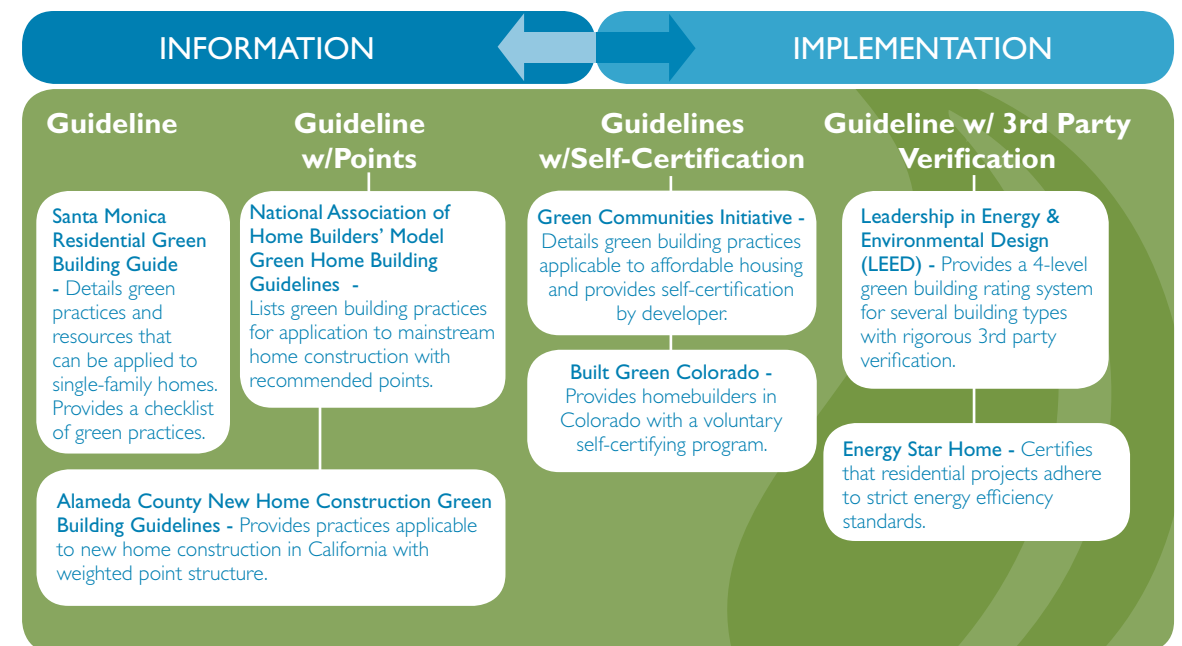 INFORMATION
IMPLEMENTATION
Guideline
Guideline
w/Points
Guidelines
w/Self-Certification
Guideline w/ 3rd Party
Verification
Santa Monica
Residential Green
Building Guide
- Details green
practices and
resources that
can be applied to
single-family homes.
Provides a checklist
of green practices.
National Association of
Home Builders' Model
Green Home Building
Guidelines -
Lists green building practices
for application to mainstream
home construction with
recommended points.
Alameda County New Home Construction Green
Building Guidelines - Provides practices applicable
to new home construction in California with
weighted point structure.
Green Communities Initiative -
Details green building practices
applicable to affordable housing
and provides self-certification
by developer.
Built Green Colorado -
Provides homebuilders in
Colorado with a voluntary
self-certifying program.
Leadership in Energy &
Environmental Design
(LEED) - Provides a 4-level
green building rating system
for several building types
with rigorous 3rd party
verification.
Energy Star Home - Certifies
that residential projects adhere
to strict energy efficiency
standards.